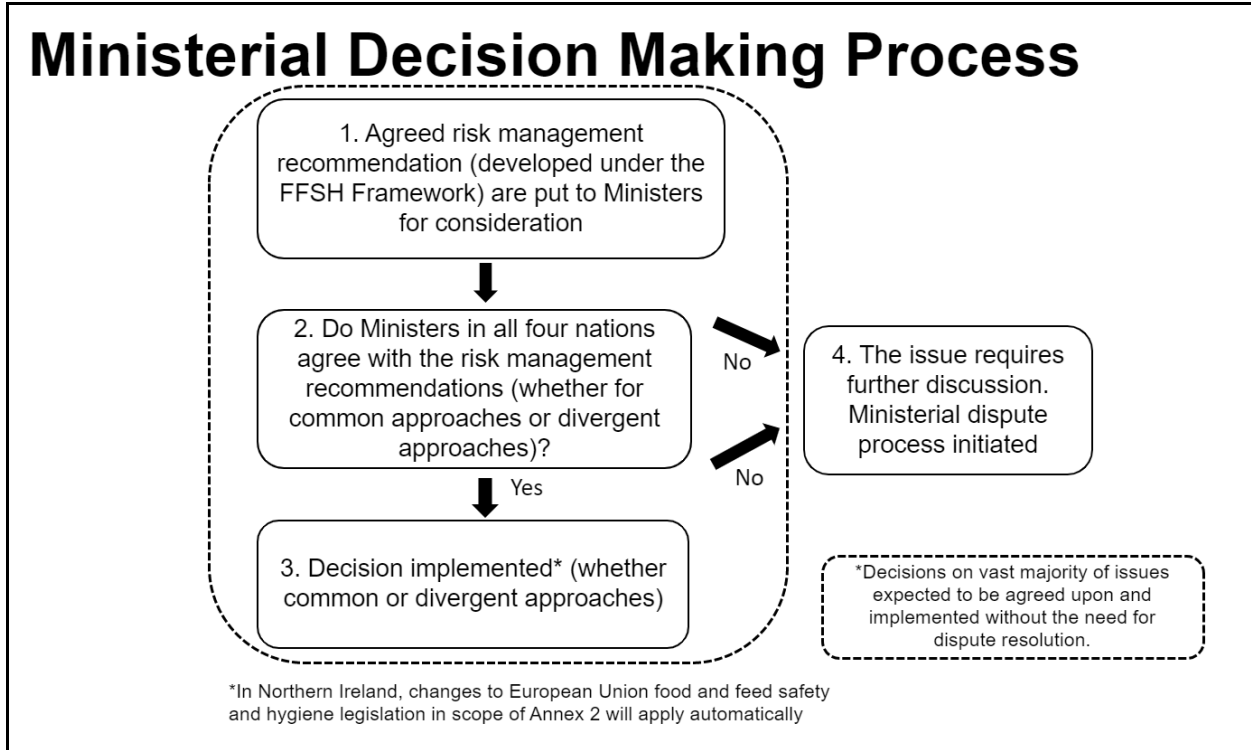 Ministerial Decision Making Process
1. Agreed risk management
recommendation (developed under the
FFSH Framework) are put to Ministers
for consideration
2. Do Ministers in all four nations
agree with the risk management
recommendations (whether for
common approaches or divergent
approaches)?
No
No
4. The issue requires
further discussion.
Ministerial dispute
process initiated
Yes
3. Decision implemented* (whether
common or divergent approaches)
*Decisions on vast majority of issues
expected to be agreed upon and
implemented without the need for
dispute resolution.
*In Northern Ireland, changes to European Union food and feed safety
and hygiene legislation in scope of Annex 2 will apply automatically